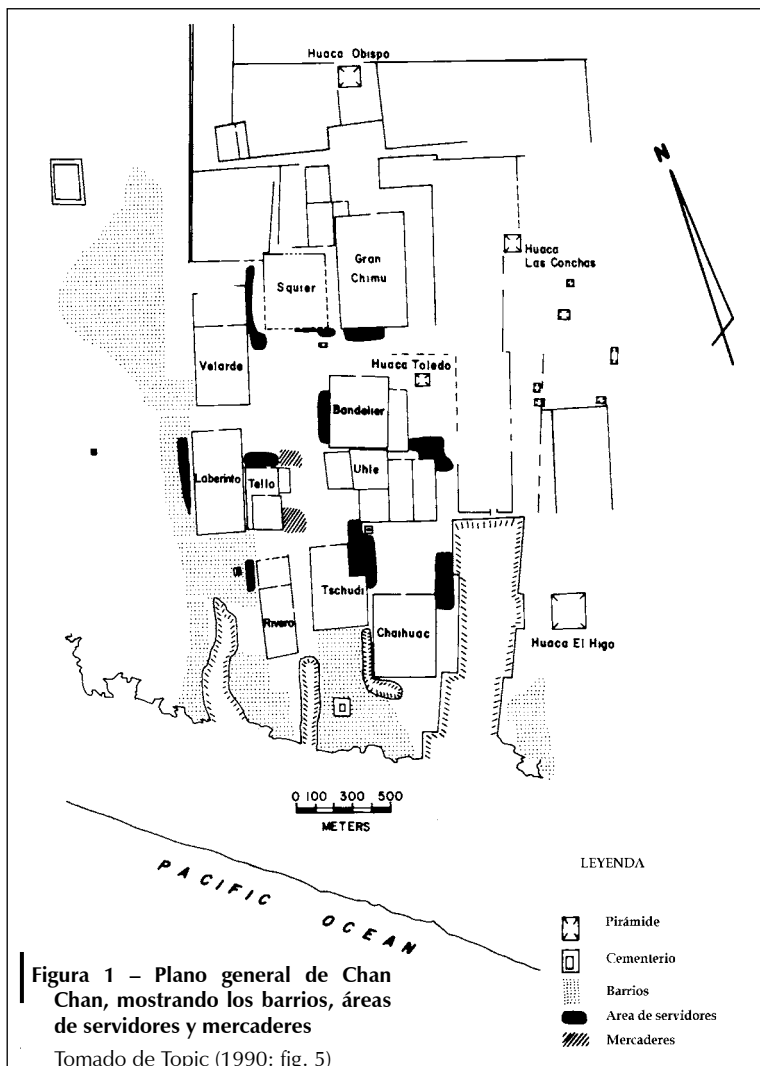 Huaca Obispo
N
Huaca
Las Conchas
Gran
Chimu
Squier
Velarde
Huaca Toledo
Bandelier
Uhle
Laberinto
Tello
Tschudi
Rivero
Chaihuac
Huaca El Higo
0 100 300 500
METERS
PACIFIC OCEAN
LEYENDA
Pirámide
Cementerio
Barrios
Area de servidores
Mercaderes
Figura 1 – Plano general de Chan
Chan, mostrando los barrios, áreas
de servidores y mercaderes
Tomado de Topic (1990: fig. 5)